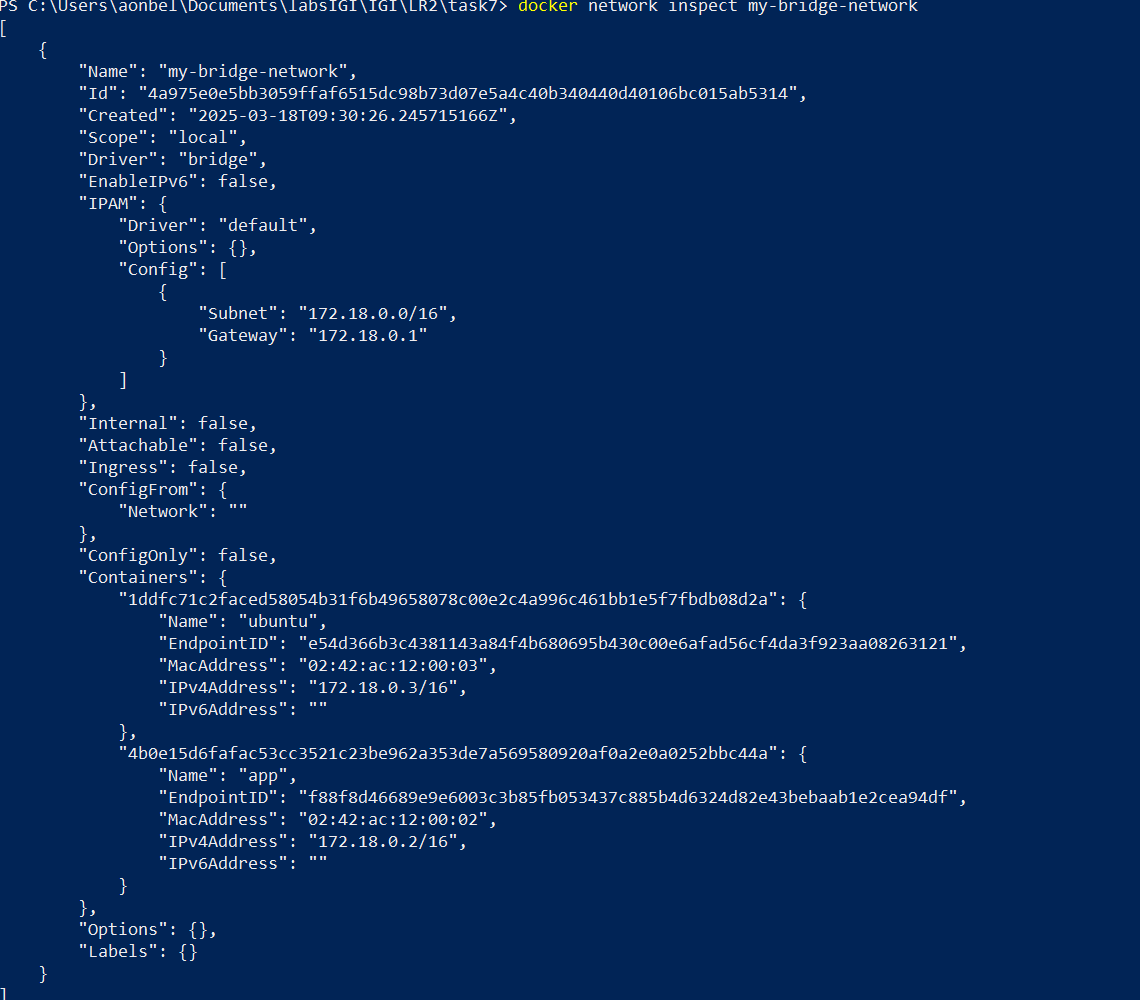 PS C:\Users\aonbel\Documents\labsIGI\IGI\LR2\task7> docker network inspect my-bridge-network
[
    {
        "Name": "my-bridge-network",
        "Id": "4a975e0e5bb3059ffaf6515dc98b73d07e5a4c40b340440d40106bc015ab5314",
        "Created": "2025-03-18T09:30:26.245715166Z",
        "Scope": "local",
        "Driver": "bridge",
        "EnableIPv6": false,
        "IPAM": {
            "Driver": "default",
            "Options": {},
            "Config": [
                {
                    "Subnet": "172.18.0.0/16",
                    "Gateway": "172.18.0.1"
                }
            ]
        },
        "Internal": false,
        "Attachable": false,
        "Ingress": false,
        "ConfigFrom": {
            "Network": ""
        },
        "ConfigOnly": false,
        "Containers": {
            "1ddfc71c2faced58054b31f6b49658078c00e2c4a996c461bb1e5f7fbdb08d2a": {
                "Name": "ubuntu",
                "EndpointID": "e54d366b3c4381143a84f4b680695b430c00e6afad56cf4da3f923aa08263121",
                "MacAddress": "02:42:ac:12:00:03",
                "IPv4Address": "172.18.0.3/16",
                "IPv6Address": ""
            },
            "4b0e15d6fafac53cc3521c23be962a353de7a569580920af0a2e0a0252bbc44a": {
                "Name": "app",
                "EndpointID": "f88f8d46689e9e6003c3b85fb053437c885b4d6324d82e43bebaab1e2cea94df",
                "MacAddress": "02:42:ac:12:00:02",
                "IPv4Address": "172.18.0.2/16",
                "IPv6Address": ""
            }
        },
        "Options": {},
        "Labels": {}
    }
]